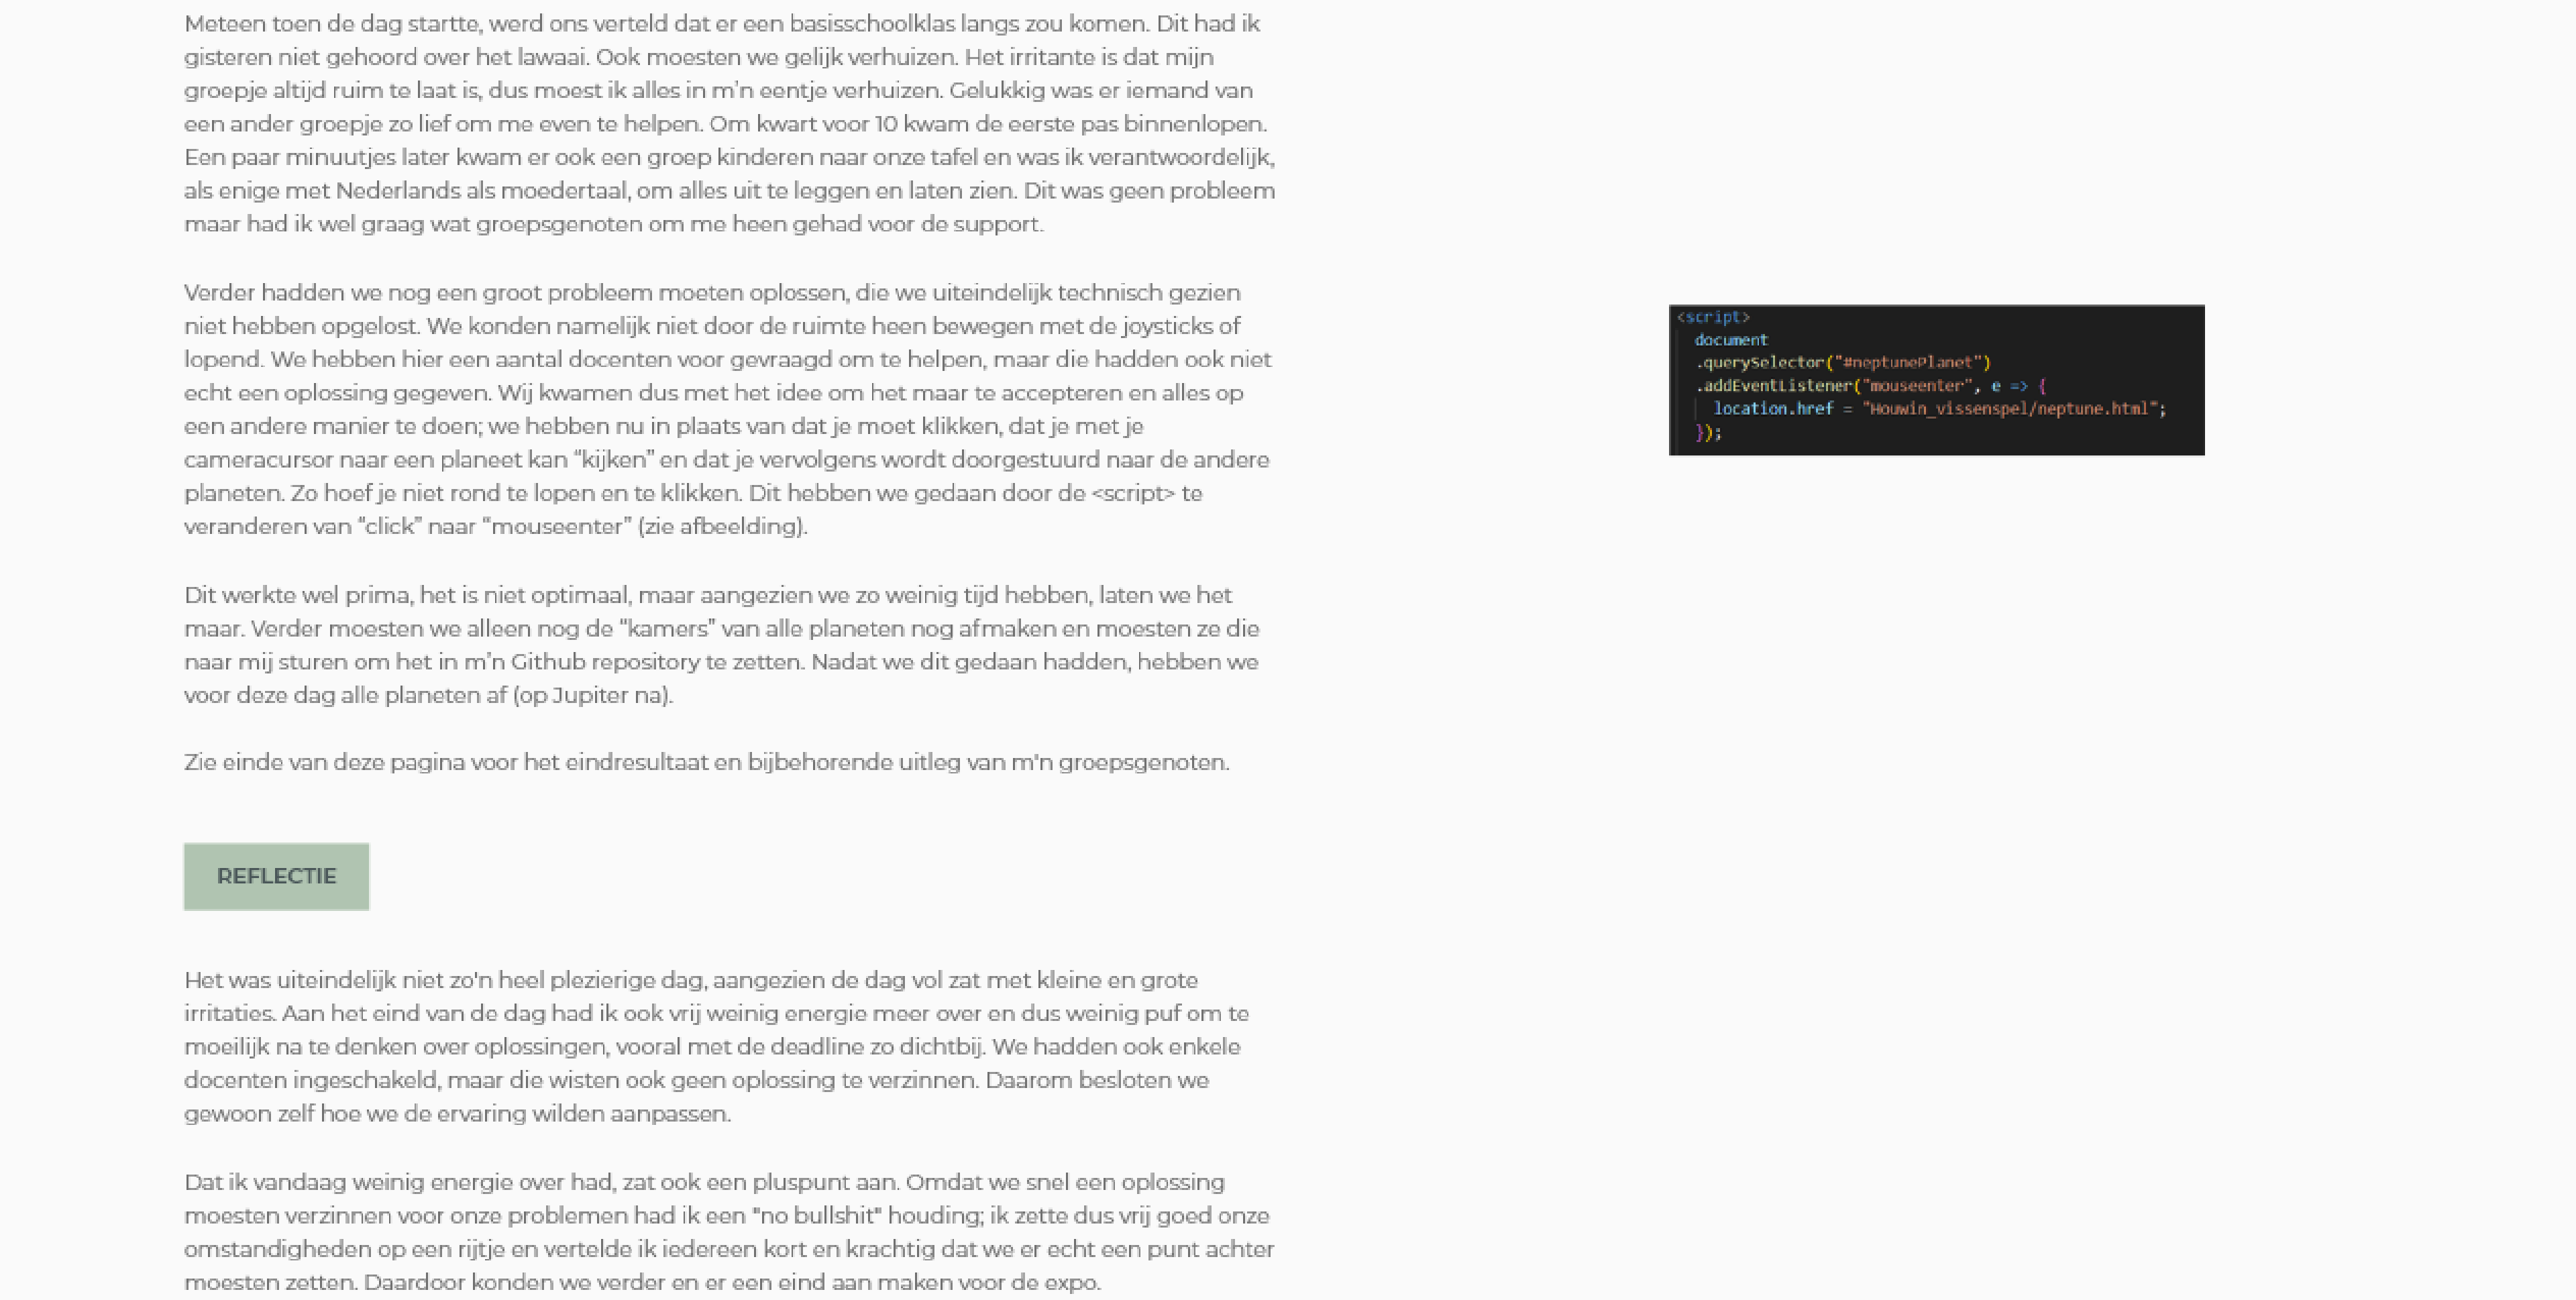 Meteen toen de dag startte, werd ons verteld dat er een basisschoolklas langs zou komen. Dit had ik
gisteren niet gehoord over het lawaai. Ook moesten we gelijk verhuizen. Het irritante is dat mijn
groepje altijd ruim te laat is, dus moest ik alles in m’n eentje verhuizen. Gelukkig was er iemand van
een ander groepje zo lief om me even te helpen. Om kwart voor 10 kwam de eerste pas binnenlopen.
Een paar minuutjes later kwam er ook een groep kinderen naar onze tafel en was ik verantwoordelijk,
als enige met Nederlands als moedertaal, om alles uit te leggen en laten zien. Dit was geen probleem
maar had ik wel graag wat groepsgenoten om me heen gehad voor de support.
Verder hadden we nog een groot probleem moeten oplossen, die we uiteindelijk technisch gezien
niet hebben opgelost. We konden namelijk niet door de ruimte heen bewegen met de joysticks of
lopend. We hebben hier een aantal docenten voor gevraagd om te helpen, maar die hadden ook niet
echt een oplossing gegeven. Wij kwamen dus met het idee om het maar te accepteren en alles op
een andere manier te doen; we hebben nu in plaats van dat je moet klikken, dat je met je
cameracursor naar een planeet kan “kijken” en dat je vervolgens wordt doorgestuurd naar de andere
planeten. Zo hoef je niet rond te lopen en te klikken. Dit hebben we gedaan door de <script> te
veranderen van “click” naar “mouseenter” (zie afbeelding).
Dit werkte wel prima, het is niet optimaal, maar aangezien we zo weinig tijd hebben, laten we het
maar. Verder moesten we alleen nog de “kamers” van alle planeten nog afmaken en moesten ze die
naar mij sturen om het in m’n Github repository te zetten. Nadat we dit gedaan hadden, hebben we
voor deze dag alle planeten af (op Jupiter na).
Zie einde van deze pagina voor het eindresultaat en bijbehorende uitleg van m'n groepsgenoten.
<script>
document
.querySelector("#neptunePlanet")
.addEventListener("mouseenter", e => {
location.href = "Houwin_vissenspel/neptune.html";
});
REFLECTIE
Het was uiteindelijk niet zo'n heel plezierige dag, aangezien de dag vol zat met kleine en grote
irritaties. Aan het eind van de dag had ik ook vrij weinig energie meer over en dus weinig puf om te
moeilijk na te denken over oplossingen, vooral met de deadline zo dichtbij. We hadden ook enkele
docenten ingeschakeld, maar die wisten ook geen oplossing te verzinnen. Daarom besloten we
gewoon zelf hoe we de ervaring wilden aanpassen.
Dat ik vandaag weinig energie over had, zat ook een pluspunt aan. Omdat we snel een oplossing
moesten verzinnen voor onze problemen had ik een "no bullshit" houding; ik zette dus vrij goed onze
omstandigheden op een rijtje en vertelde ik iedereen kort en krachtig dat we er echt een punt achter
moesten zetten. Daardoor konden we verder en er een eind aan maken voor de expo.